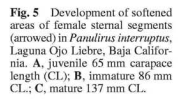 Fig. 5 Development of softened
areas of female sternal segments
(arrowed) in Panulirus interruptus,
Laguna Ojo Liebre, Baja Califor-
nia. A, juvenile 65 mm carapace
length (CL); B, immature 86 mm
CL.; C, mature 137 mm CL.